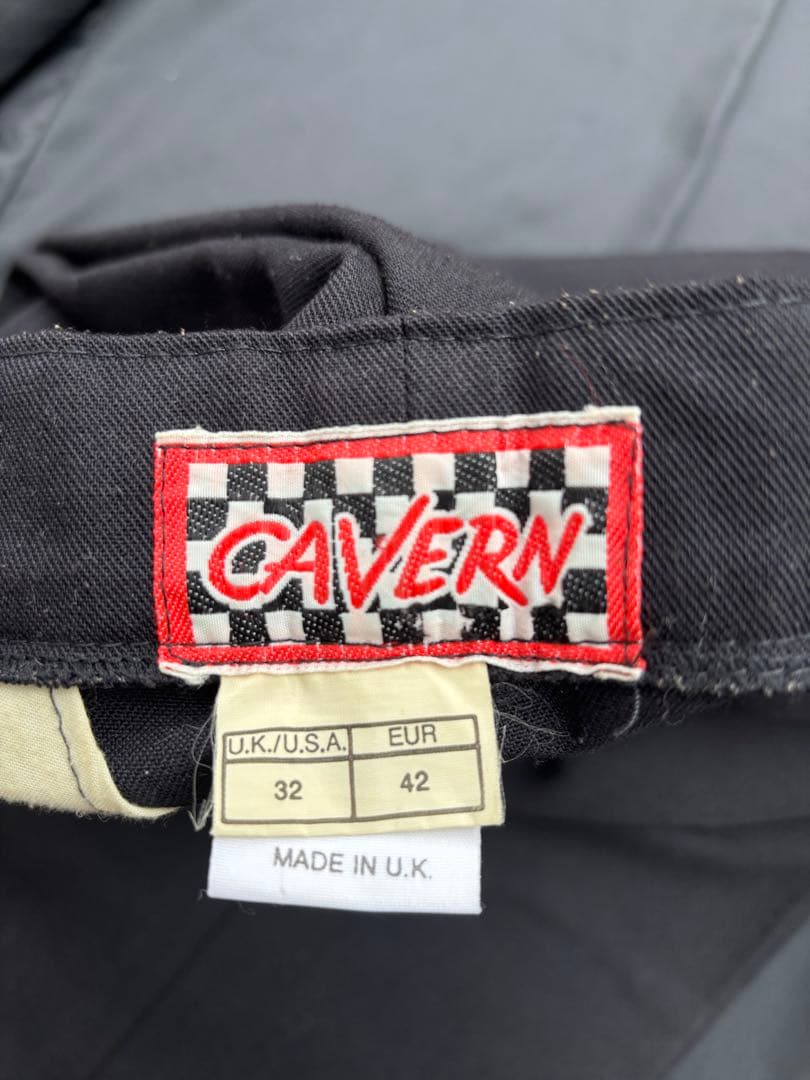 CAVERN
U.K./U.S.A. EUR
32 42
MADE IN U.K.